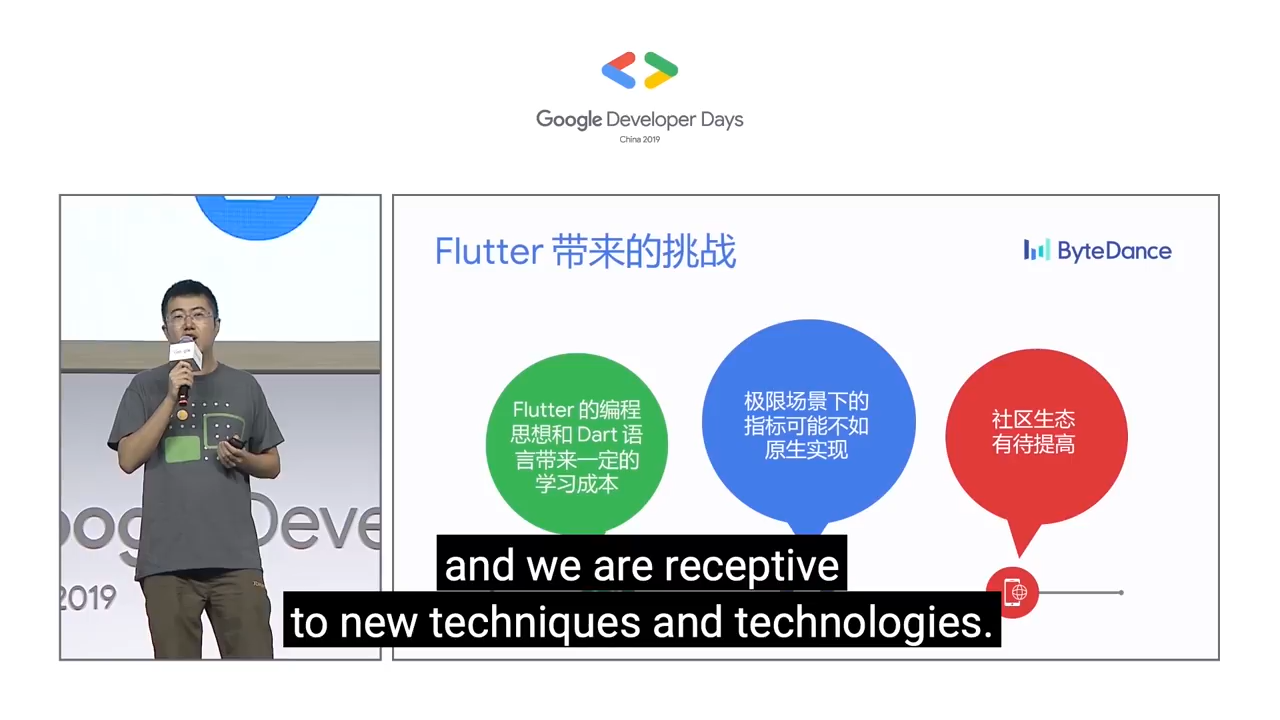 Google Developer Days
China 2019
Flutter 带来的挑战
ByteDance
Flutter 的编程
思想和 Dart 语
言带来一定的
学习成本
极限场景下的
指标可能不如
原生实现
社区生态
有待提高
Google
oogle Deve
2019
and we are receptive
to new techniques and technologies.